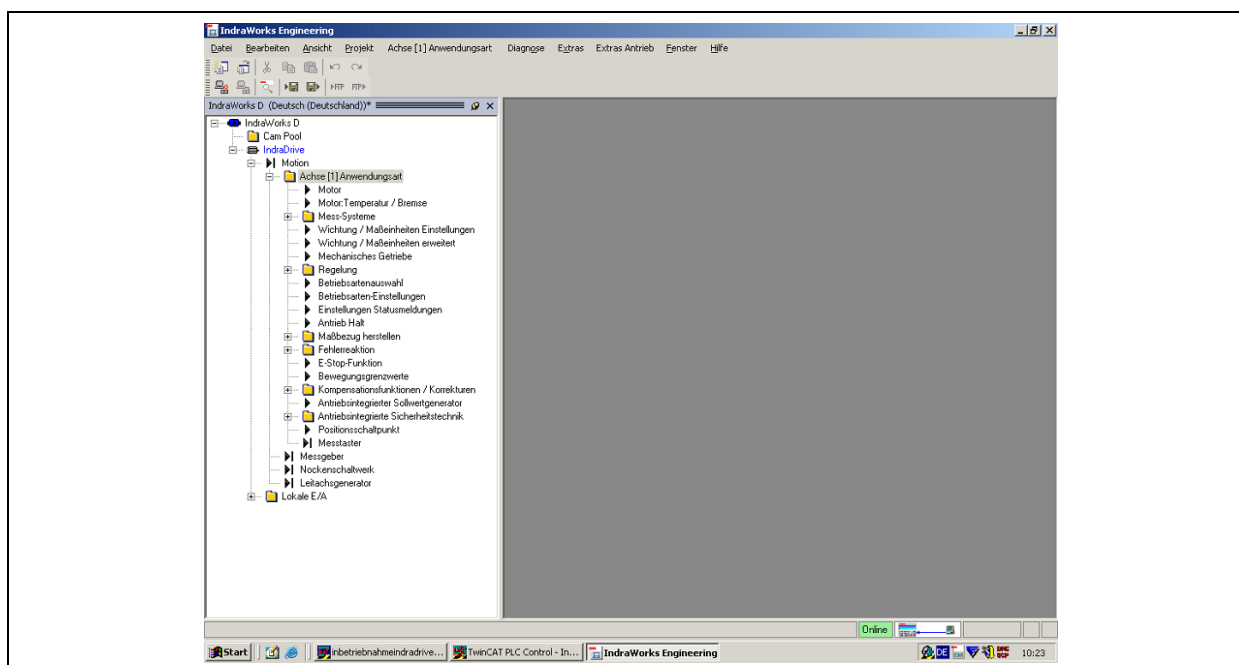 IndraWorks Engineering
Datei Bearbeiten Ansicht Projekt Achse [1] Anwendungsart Diagnose Extras Extras Antrieb Fenster Hilfe
FTP FTP
IndraWorks D (Deutsch (Deutschland))*
IndraWorks D
Cam Pool
IndraDrive
Motion
Achse [1] Anwendungsart
Motor
Motor:Temperatur / Bremse
Mess-Systeme
Wichtung / Maßeinheiten Einstellungen
Wichtung / Maßeinheiten erweitert
Mechanisches Getriebe
Regelung
Betriebsartenauswahl
Betriebsarten-Einstellungen
Einstellungen Statusmeldungen
Antrieb Halt
Maßbezug herstellen
Fehlerreaktion
E-Stop-Funktion
Bewegungsgrenzwerte
Kompensationsfunktionen / Korrekturen
Antriebsintegrierter Sollwertgenerator
Antriebsintegrierte Sicherheitstechnik
Positionsschaltpunkt
Messtaster
Messgeber
Nockenschaltwerk
Leitachsgenerator
Lokale E/A
Online
Start inbetriebnahmeindradrive... TwinCAT PLC Control - In... IndraWorks Engineering DE 10:23